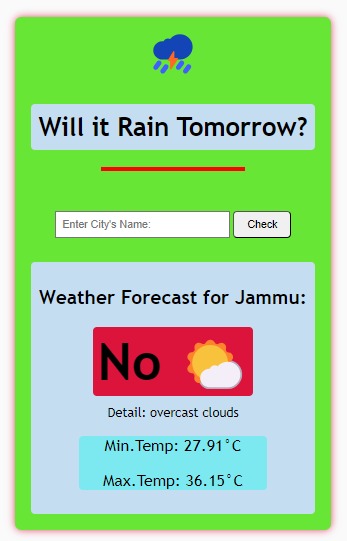 Will it Rain Tomorrow?
Enter City's Name: Check
Weather Forecast for Jammu:
No
Detail: overcast clouds
Min.Temp: 27.91°C
Max.Temp: 36.15°C